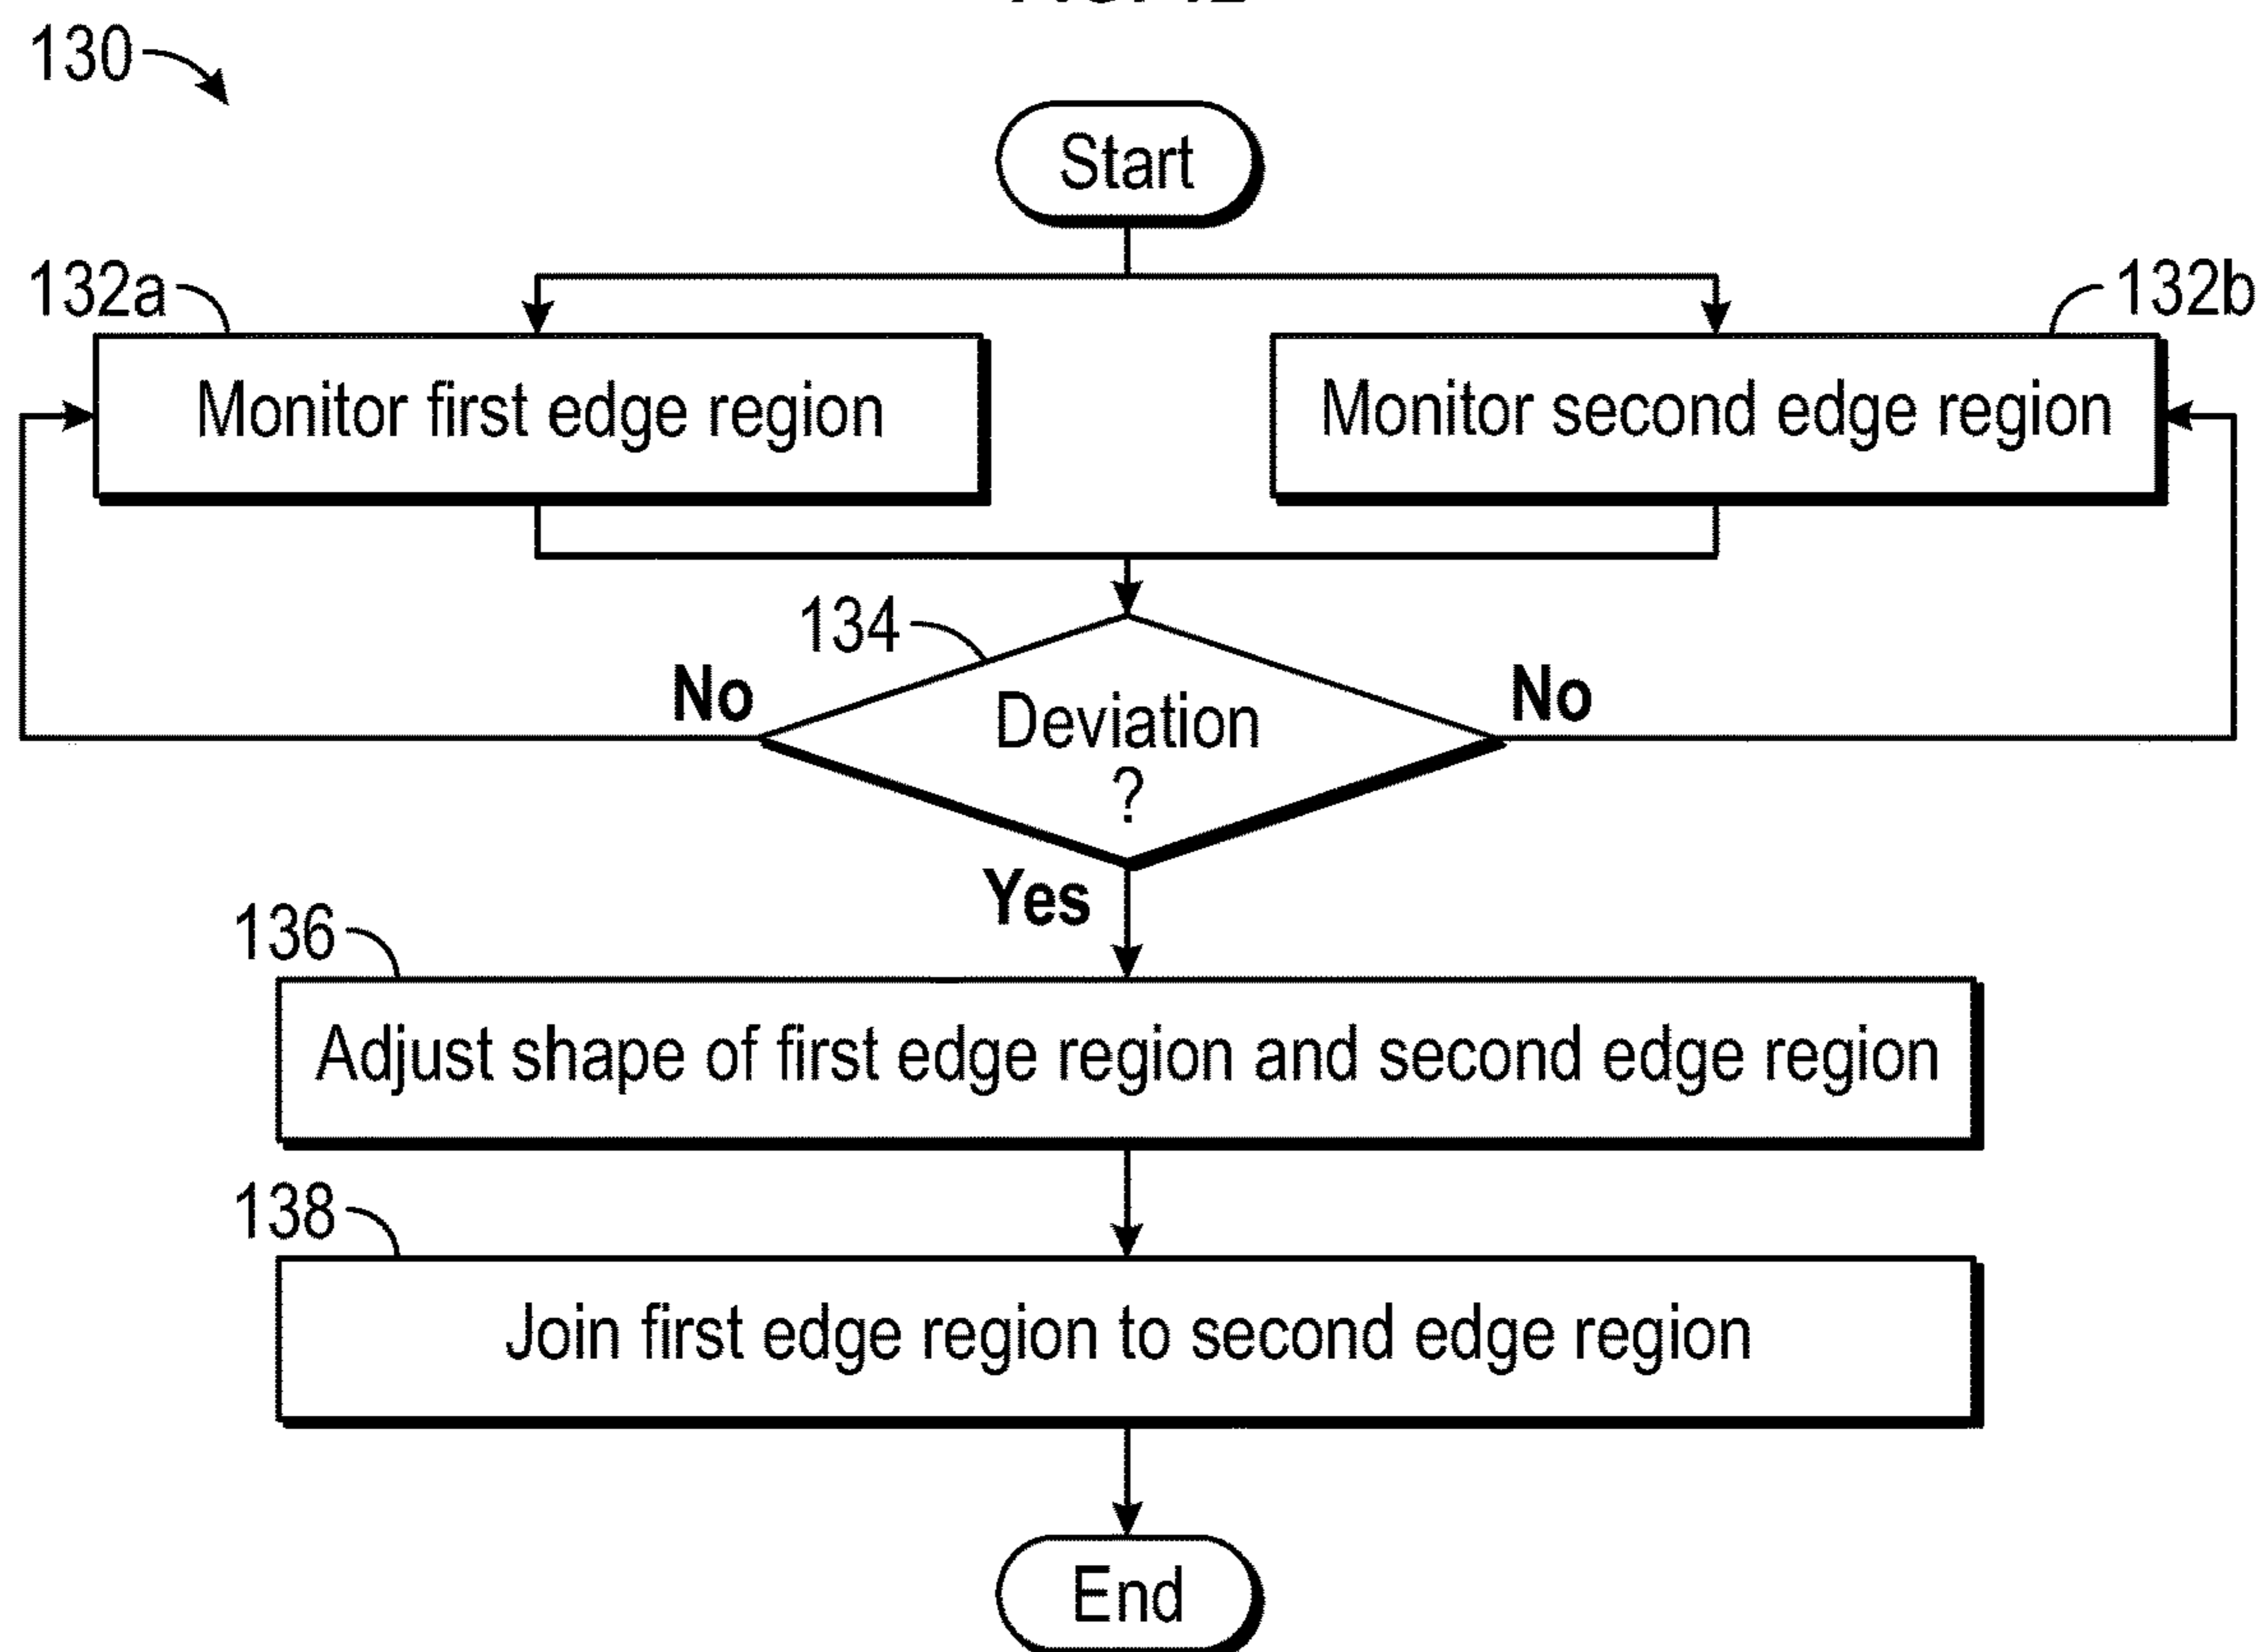 130
Start
132a
132b
Monitor first edge region
Monitor second edge region
134
No
No
Deviation
?
Yes
136
Adjust shape of first edge region and second edge region
138
Join first edge region to second edge region
End